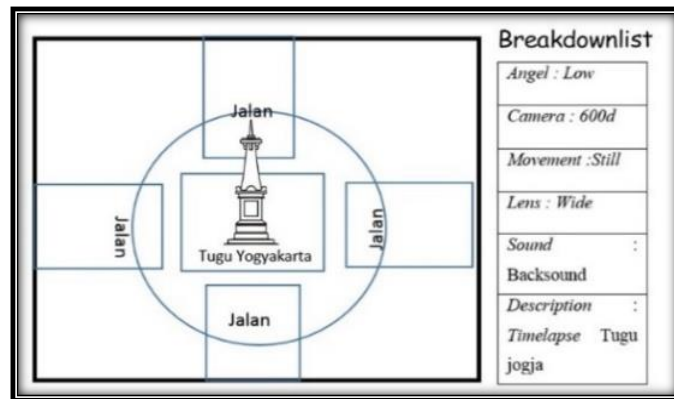 Breakdownlist
Jalan
Jalan
Jalan
Tugu Yogyakarta
Jalan
Angel : Low
Camera : 600d
Movement :Still
Lens : Wide
Sound :
Backsound
Description :
Timelapse Tugu
jogja